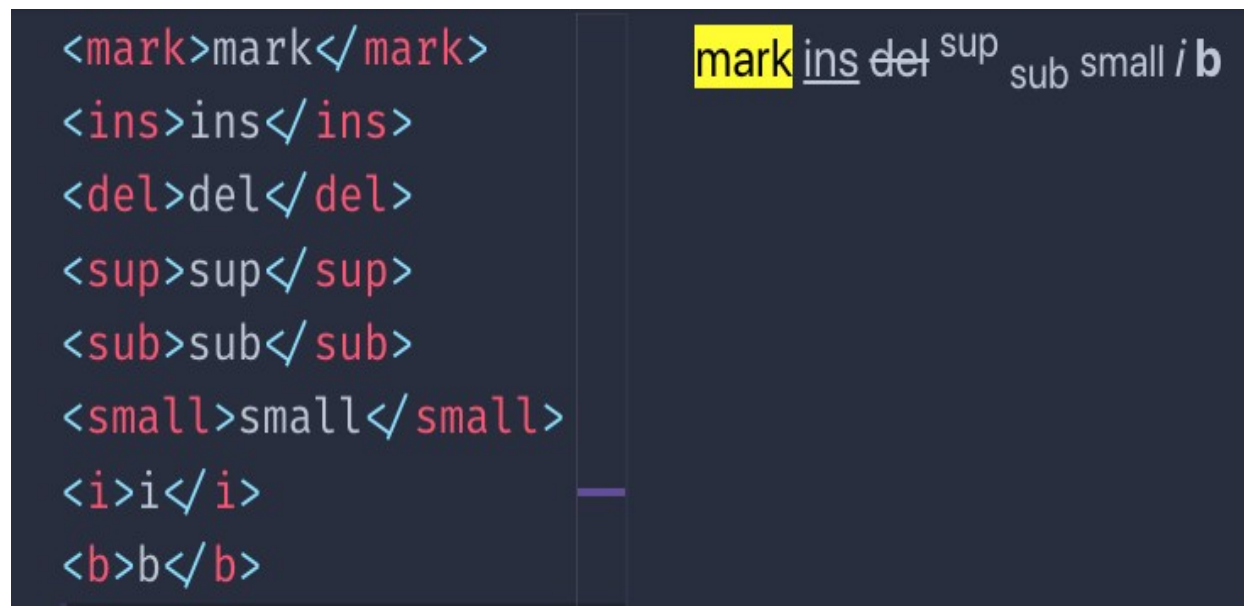 <mark>mark</mark>
<ins>ins</ins>
<del>del</del>
<sup>sup</sup>
<sub>sub</sub>
<small>small</small>
<i>i</i>
<b>b</b>
mark ins del sup sub small i b